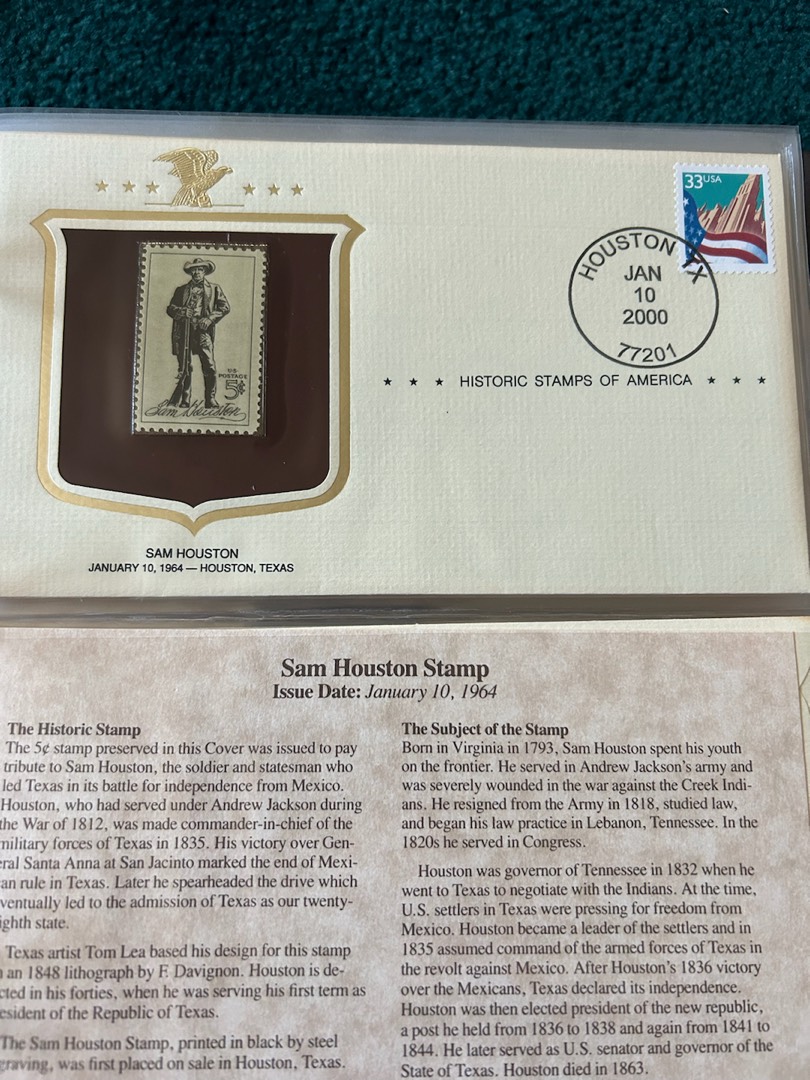 33USA
HOUSTON TX
JAN
10
2000
77201
U.S.
POSTAGE
5¢
Sam Houston
★ ★ ★ HISTORIC STAMPS OF AMERICA ★ ★ ★
SAM HOUSTON
JANUARY 10, 1964 — HOUSTON, TEXAS
Sam Houston Stamp
Issue Date: January 10, 1964
The Historic Stamp
The 5¢ stamp preserved in this Cover was issued to pay
tribute to Sam Houston, the soldier and statesman who
led Texas in its battle for independence from Mexico.
Houston, who had served under Andrew Jackson during
the War of 1812, was made commander-in-chief of the
military forces of Texas in 1835. His victory over Gen-
eral Santa Anna at San Jacinto marked the end of Mexi-
an rule in Texas. Later he spearheaded the drive which
ventually led to the admission of Texas as our twenty-
ighth state.
Texas artist Tom Lea based his design for this stamp
an 1848 lithograph by F. Davignon. Houston is de-
cted in his forties, when he was serving his first term as
esident of the Republic of Texas.
The Sam Houston Stamp, printed in black by steel
graving, was first placed on sale in Houston, Texas.
The Subject of the Stamp
Born in Virginia in 1793, Sam Houston spent his youth
on the frontier. He served in Andrew Jackson's army and
was severely wounded in the war against the Creek Indi-
ans. He resigned from the Army in 1818, studied law,
and began his law practice in Lebanon, Tennessee. In the
1820s he served in Congress.
Houston was governor of Tennessee in 1832 when he
went to Texas to negotiate with the Indians. At the time,
U.S. settlers in Texas were pressing for freedom from
Mexico. Houston became a leader of the settlers and in
1835 assumed command of the armed forces of Texas in
the revolt against Mexico. After Houston's 1836 victory
over the Mexicans, Texas declared its independence.
Houston was then elected president of the new republic,
a post he held from 1836 to 1838 and again from 1841 to
1844. He later served as U.S. senator and governor of the
State of Texas. Houston died in 1863.